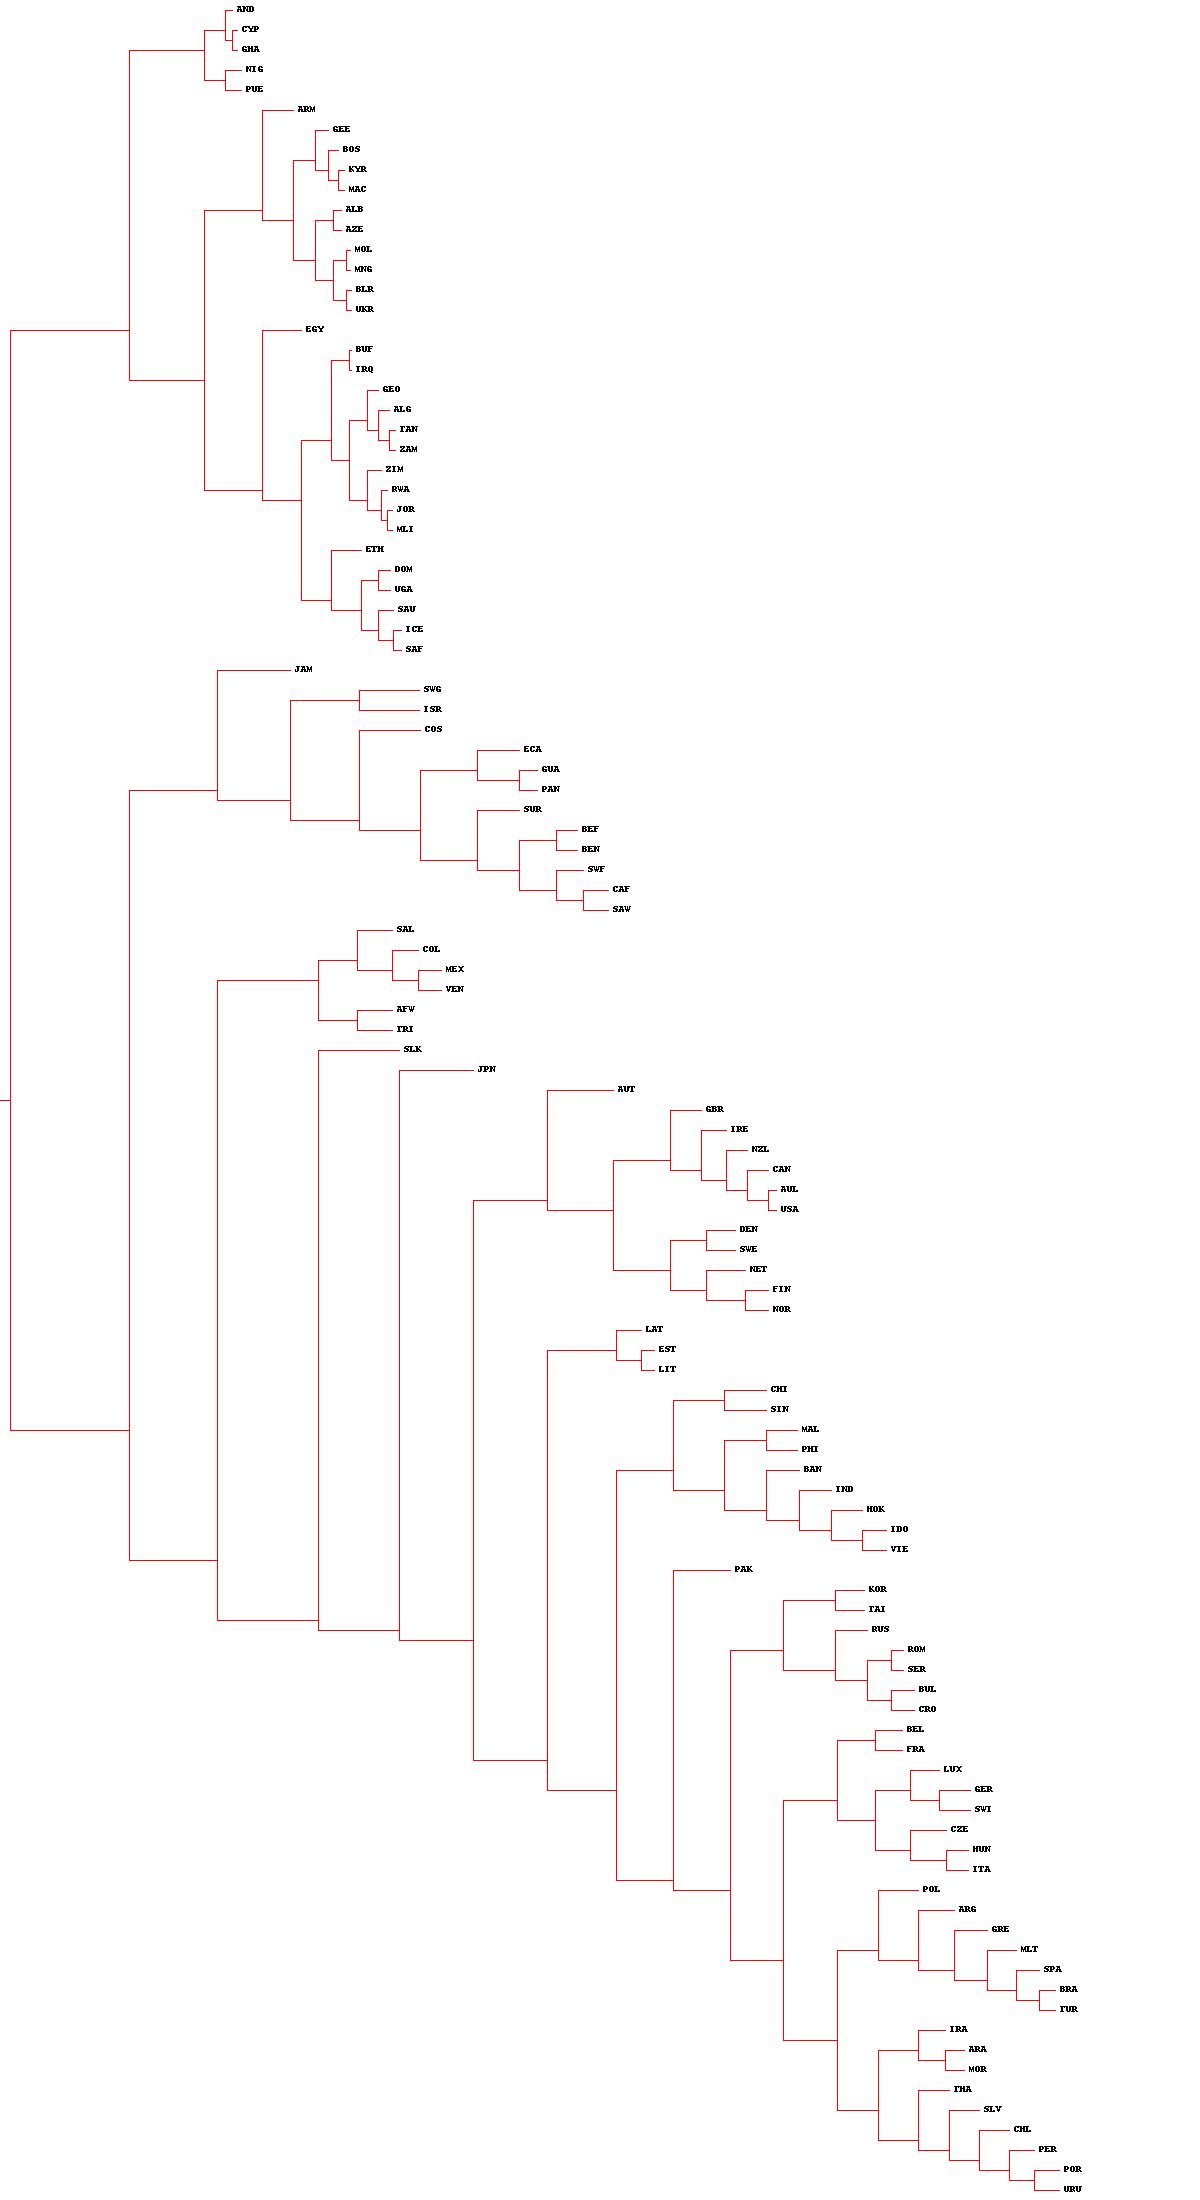 AND
CYP
GHA
NIG
PUE
ARM
GEE
BOS
KYR
MAC
ALB
AZE
MOL
MNG
BLR
UKR
EGY
BUF
IRQ
GEO
ALG
TAN
ZAM
ZIM
RWA
JOR
MLI
ETH
DOM
UGA
SAU
ICE
SAF
JAM
SWG
ISR
COS
ECA
GUA
PAN
SUR
BEF
BEN
SWF
CAF
SAW
SAL
COL
MEX
VEN
AFW
TRI
SLK
JPN
AUT
GBR
IRE
NZL
CAN
AUL
USA
DEN
SWE
NET
FIN
NOR
LAT
EST
LIT
CHI
SIN
MAL
PHI
BAN
IND
HOK
IDO
VIE
PAK
KOR
TAI
RUS
ROM
SER
BUL
CRO
BEL
FRA
LUX
GER
SWI
CZE
HUN
ITA
POL
ARG
GRE
MLT
SPA
BRA
TUR
IRA
ARA
MOR
THA
SLV
CHL
PER
POR
URU